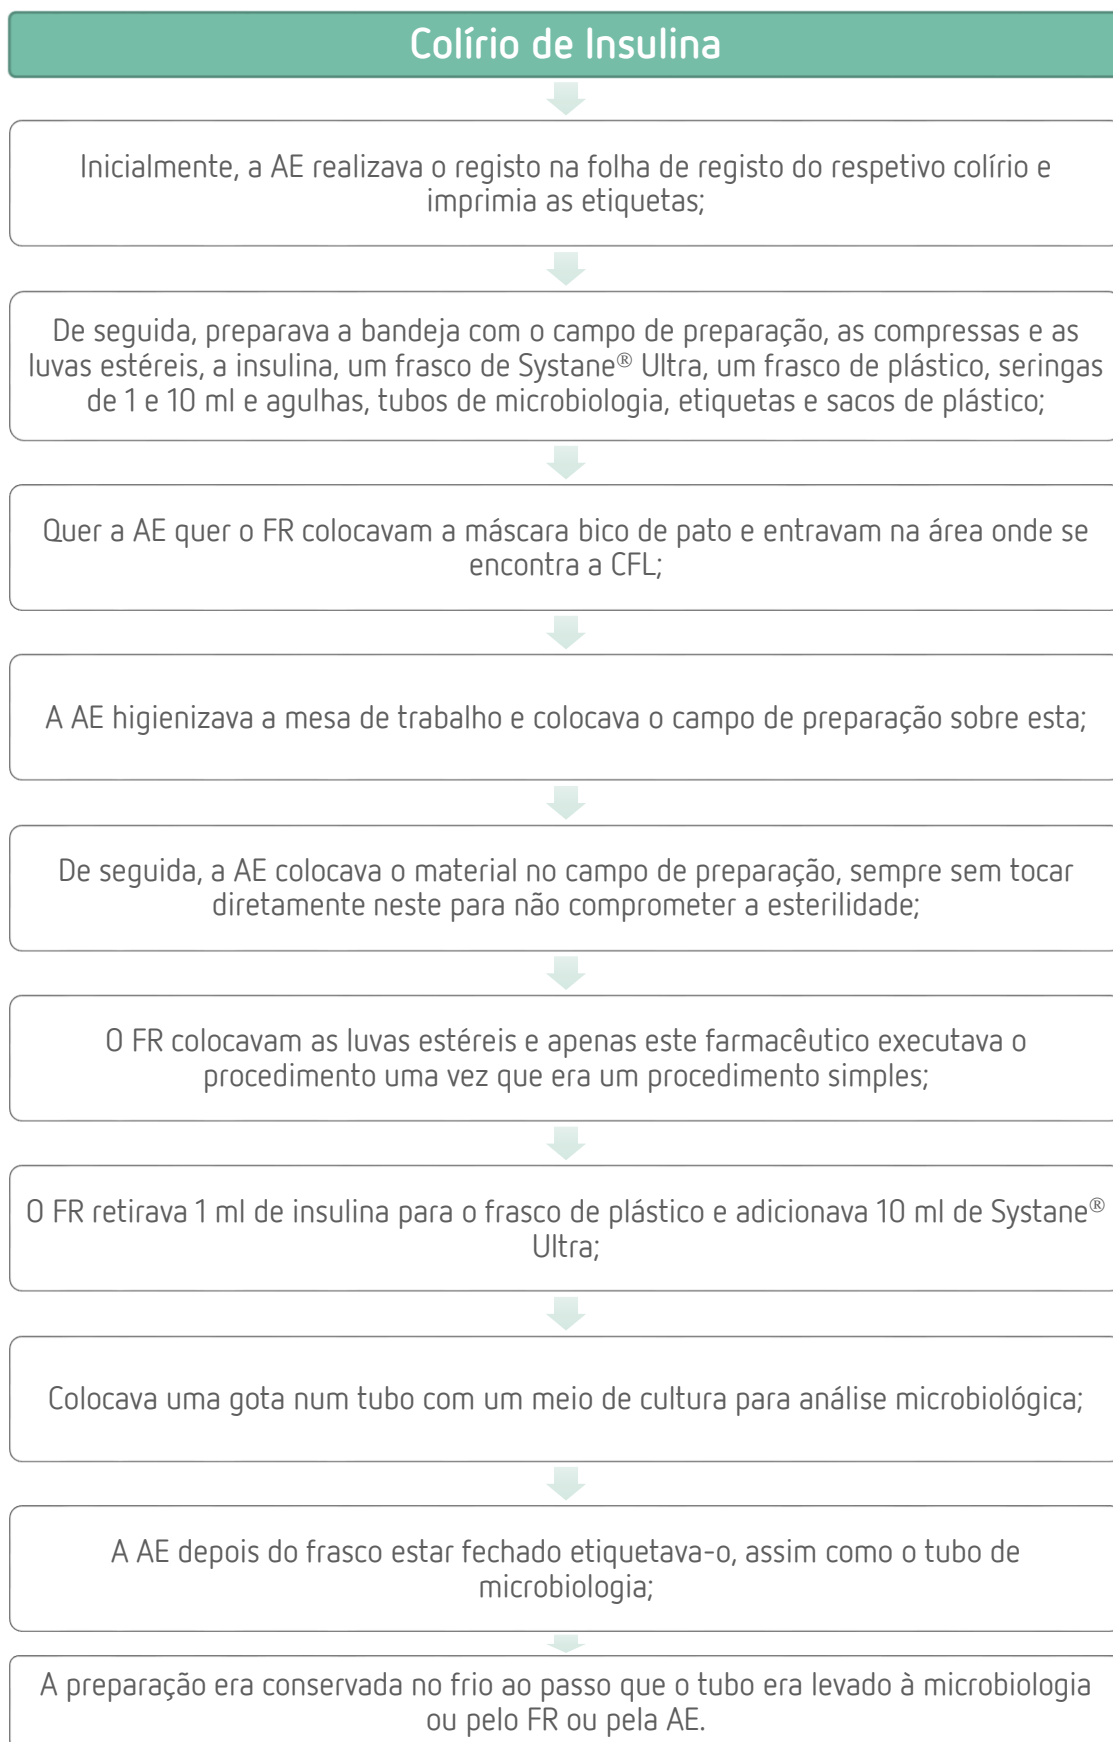 Colírio de Insulina
Inicialmente, a AE realizava o registo na folha de registo do respetivo colírio e
imprimia as etiquetas;
De seguida, preparava a bandeja com o campo de preparação, as compressas e as
luvas estéreis, a insulina, um frasco de Systane® Ultra, um frasco de plástico, seringas
de 1 e 10 ml e agulhas, tubos de microbiologia, etiquetas e sacos de plástico;
Quer a AE quer o FR colocavam a máscara bico de pato e entravam na área onde se
encontra a CFL;
A AE higienizava a mesa de trabalho e colocava o campo de preparação sobre esta;
De seguida, a AE colocava o material no campo de preparação, sempre sem tocar
diretamente neste para não comprometer a esterilidade;
O FR colocavam as luvas estéreis e apenas este farmacêutico executava o
procedimento uma vez que era um procedimento simples;
O FR retirava 1 ml de insulina para o frasco de plástico e adicionava 10 ml de Systane®
Ultra;
Colocava uma gota num tubo com um meio de cultura para análise microbiológica;
A AE depois do frasco estar fechado etiquetava-o, assim como o tubo de
microbiologia;
A preparação era conservada no frio ao passo que o tubo era levado à microbiologia
ou pelo FR ou pela AE.